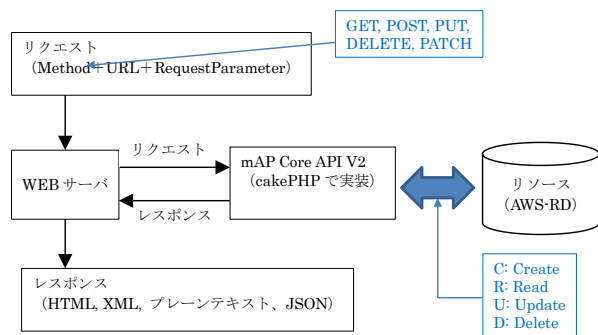 リクエスト
（Method＋URL＋RequestParameter）
GET, POST, PUT,
DELETE, PATCH
リクエスト
WEB サーバ
mAP Core API V2
（cakePHP で実装）
レスポンス
リソース
（AWS-RD）
レスポンス
（HTML, XML, プレーンテキスト、JSON）
C: Create
R: Read
U: Update
D: Delete